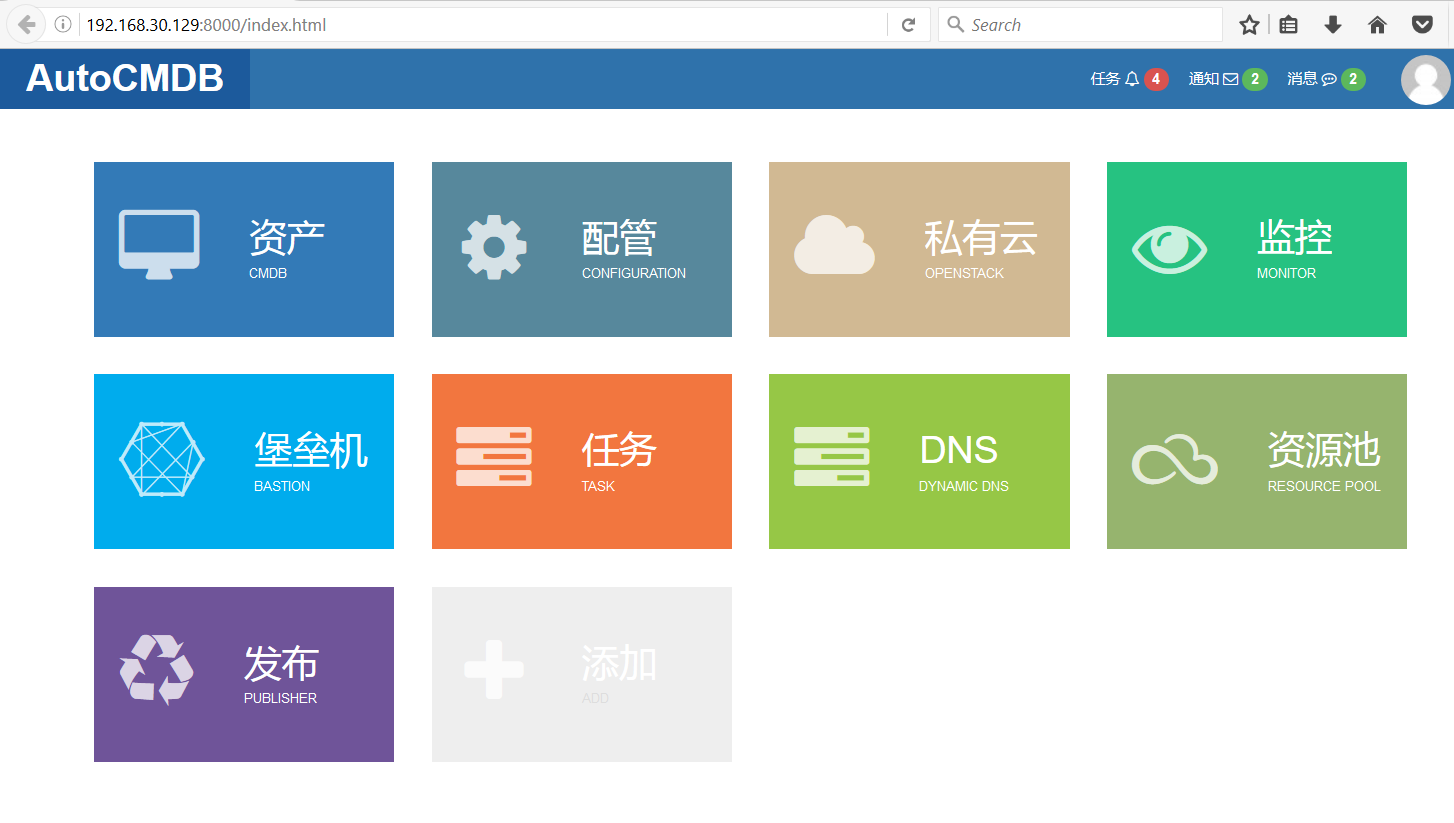 192.168.30.129:8000/index.html
Search
AutoCMDB
任务 4 通知 2 消息 2
资产
CMDB
配管
CONFIGURATION
私有云
OPENSTACK
监控
MONITOR
堡垒机
BASTION
任务
TASK
DNS
DYNAMIC DNS
资源池
RESOURCE POOL
发布
PUBLISHER
添加
ADD